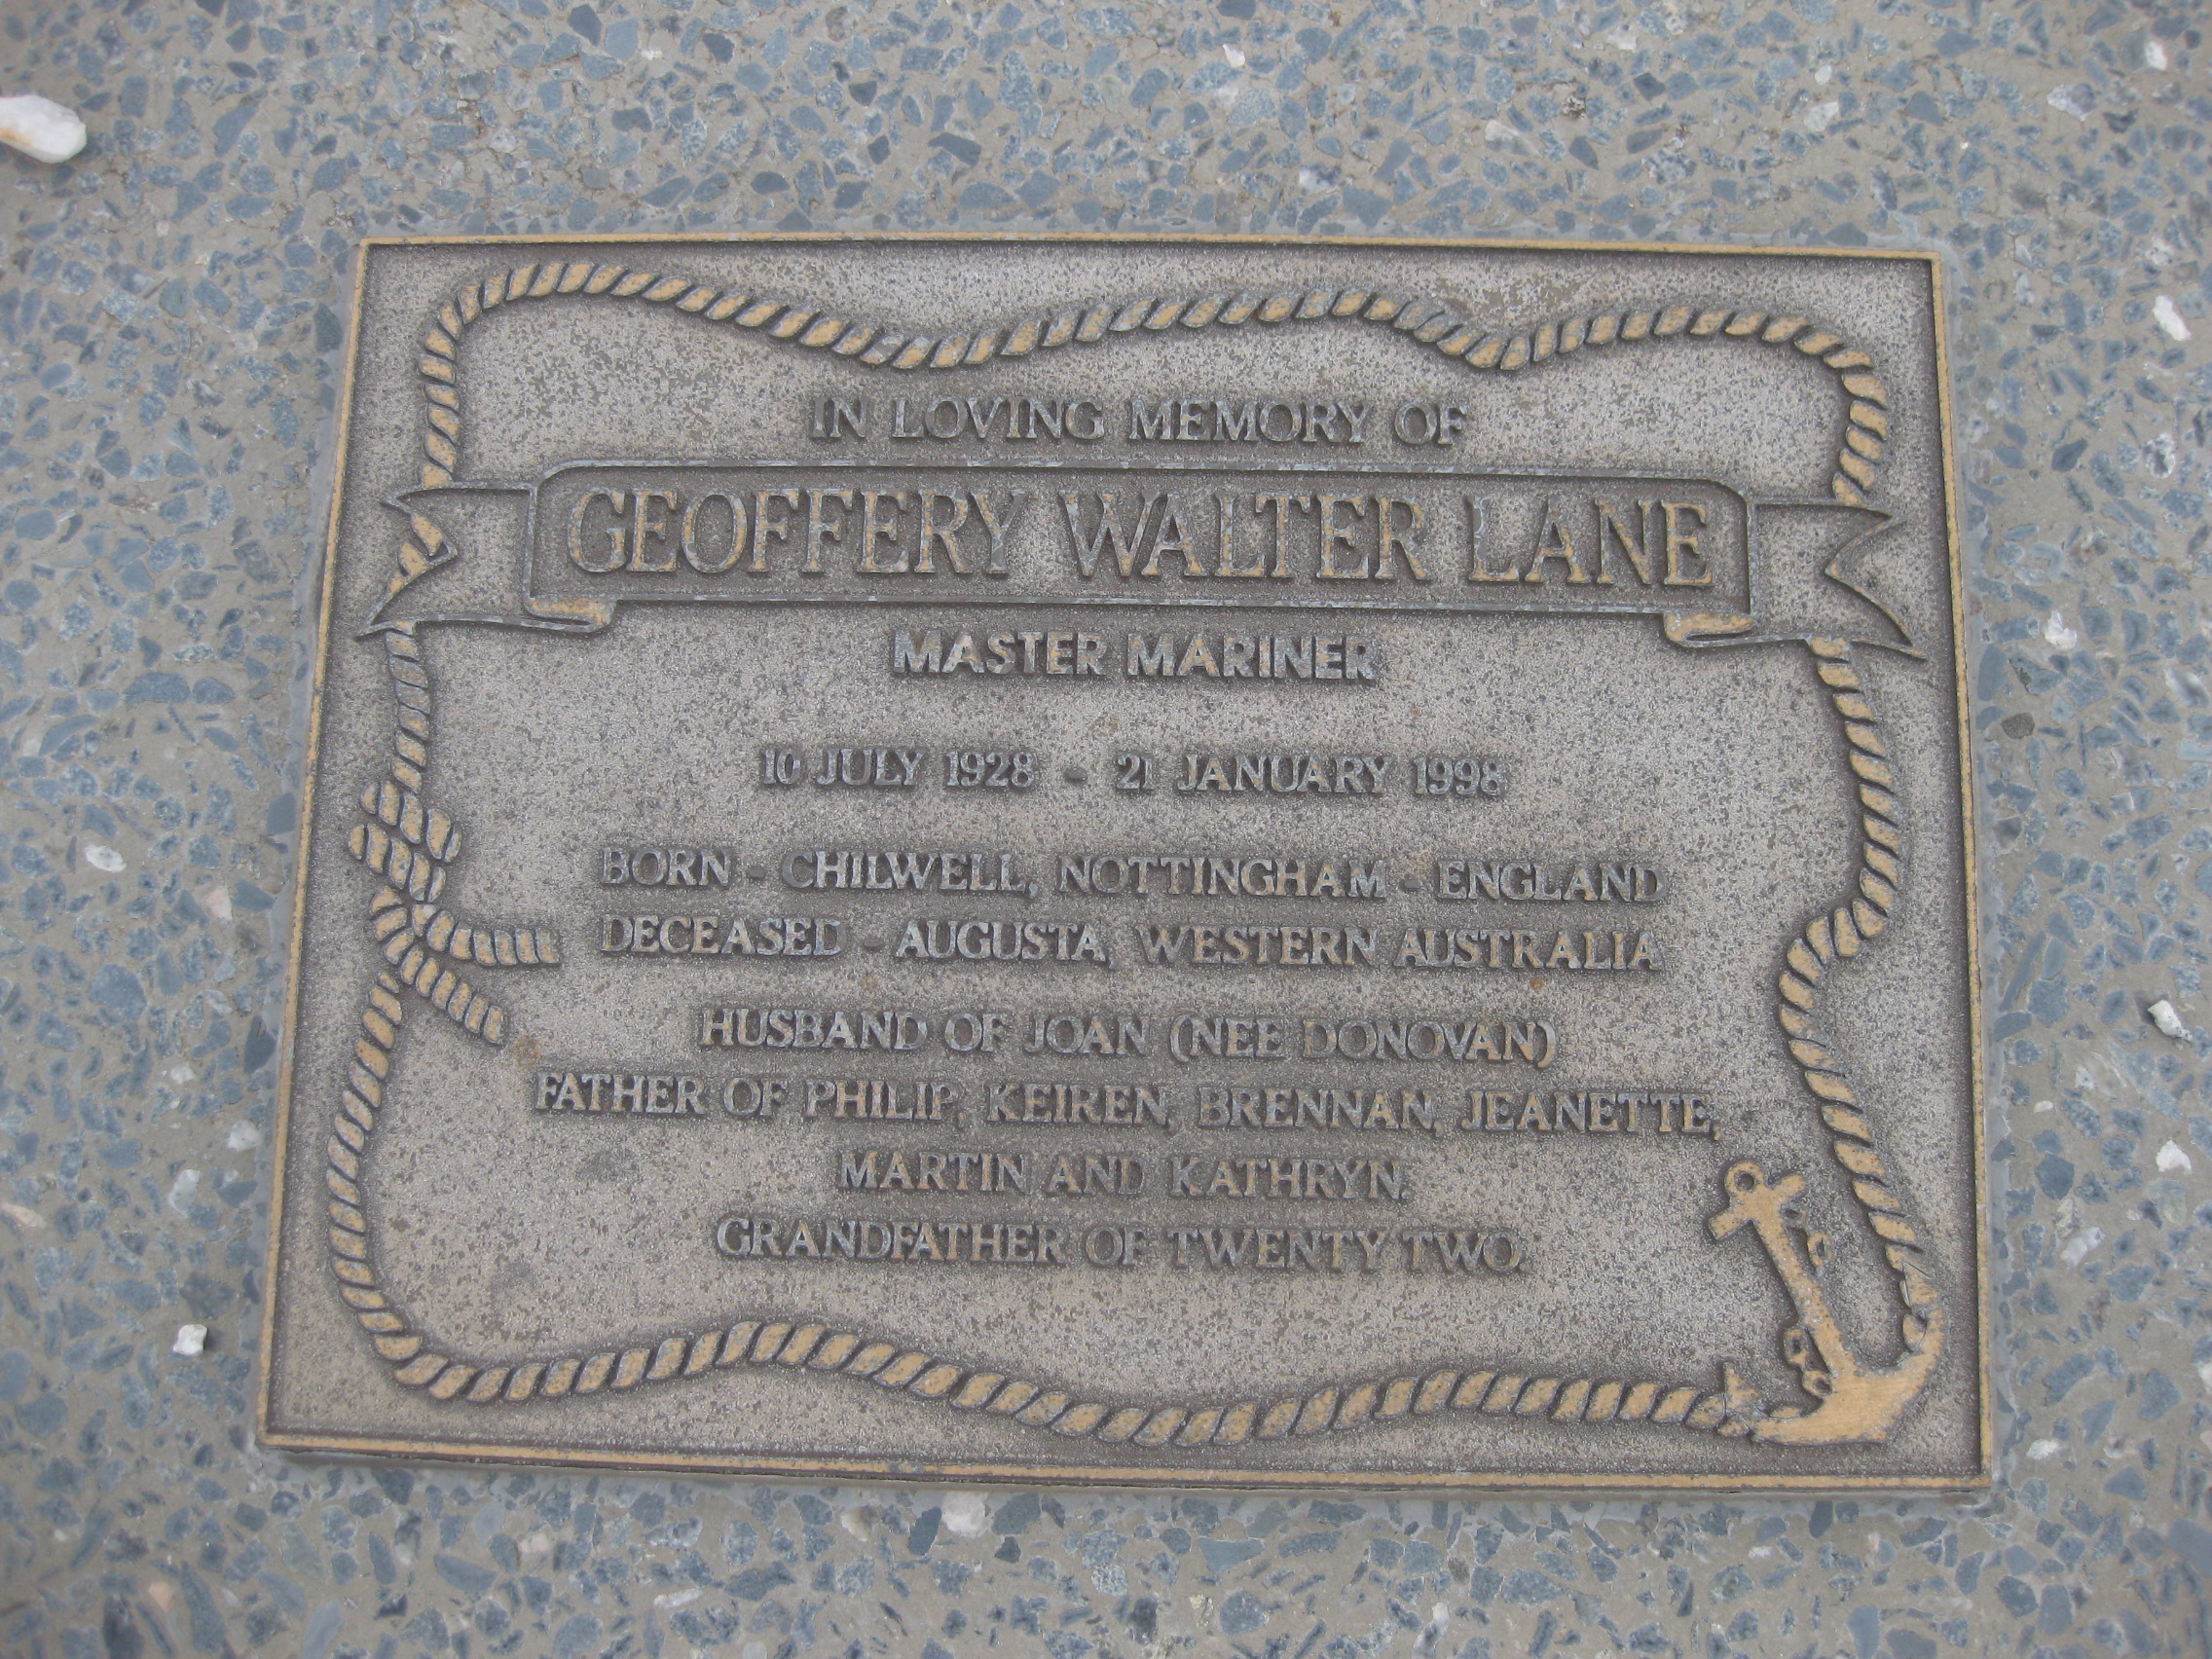 IN LOVING MEMORY OF
GEOFFERY WALTER LANE
MASTER MARINER
10 JULY 1928 - 21 JANUARY 1998
BORN - CHILWELL, NOTTINGHAM - ENGLAND
DECEASED - AUGUSTA, WESTERN AUSTRALIA
HUSBAND OF JOAN (NEE DONOVAN)
FATHER OF PHILIP, KEIREN, BRENNAN, JEANETTE,
MARTIN AND KATHRYN.
GRANDFATHER OF TWENTY TWO.